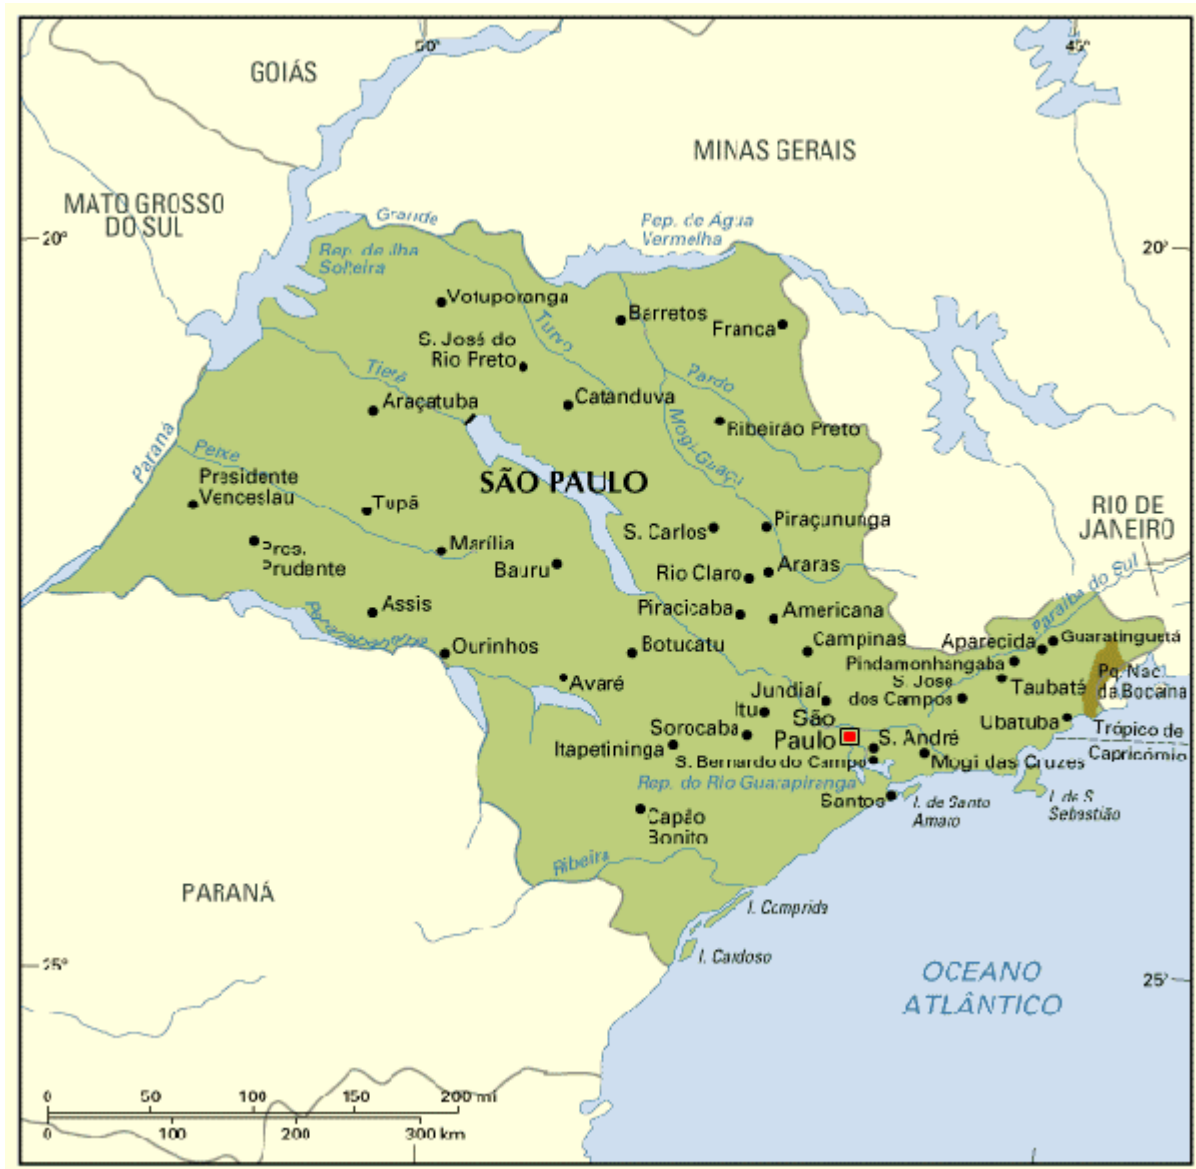 50°
45°
GOIÁS
MINAS GERAIS
MATO GROSSO
DO SUL
20°
20°
Grande
Rep. de Água
Vermelha
Rep. de Ilha
Solteira
Votuporanga
Barretos
Franca
Turvo
S. José do
Rio Preto
Tietê
Pardo
Araçatuba
Catanduva
Ribeirão Preto
Mogi-Guaçu
Paraná
Peixe
SÃO PAULO
Presidente
Venceslau
Tupã
RIO DE
JANEIRO
S. Carlos
Piraçununga
Pres.
Prudente
Marília
Bauru
Rio Claro
Araras
Paraíba do Sul
Assis
Piracicaba
Americana
Paranapanema
Ourinhos
Botucatu
Campinas
Aparecida
Guaratinguetá
Pindamonhangaba
Pq. Nac.
da Bocaina
Avaré
Jundiaí
S. José
dos Campos
Taubaté
Itu
São
Paulo
Ubatuba
Sorocaba
S. André
Trópico de
Capricórnio
Itapetininga
S. Bernardo do Campo
Mogi das Cruzes
Rep. do Rio Guarapiranga
Santos
I. de Santo
Amaro
I. de S.
Sebastião
Capão
Bonito
Ribeira
PARANÁ
I. Comprida
I. Cardoso
25°
25°
OCEANO
ATLÂNTICO
0 50 100 150 200 mi
0 100 200 300 km